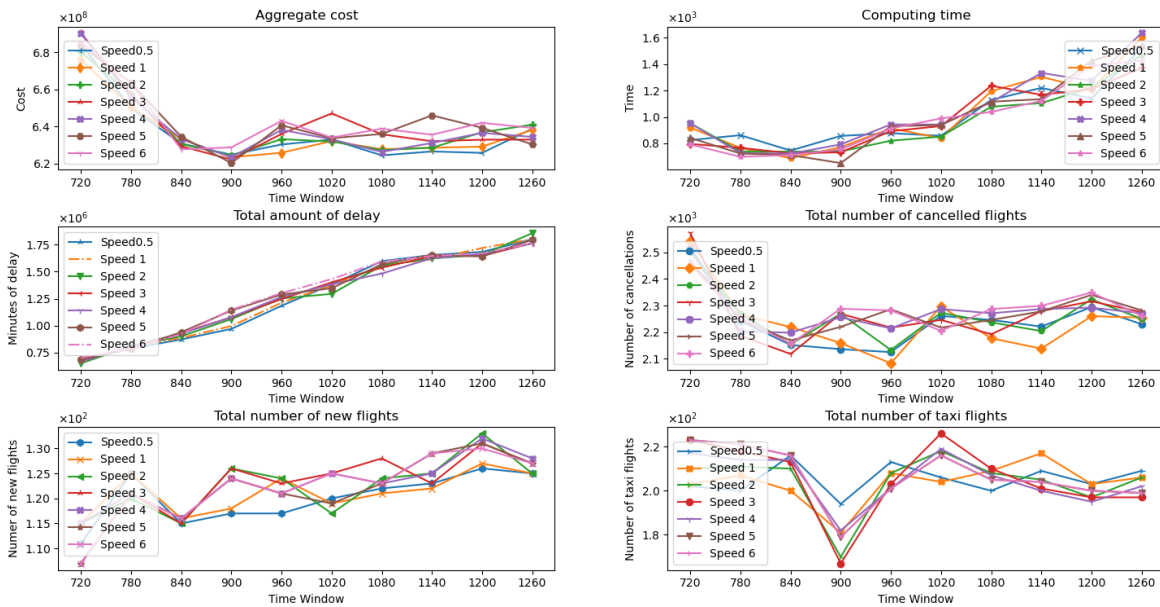 Aggregate cost
×10⁸
6.8
6.6
6.4
6.2
Cost
Speed0.5
Speed 1
Speed 2
Speed 3
Speed 4
Speed 5
Speed 6
720 780 840 900 960 1020 1080 1140 1200 1260
Time Window
Computing time
×10³
1.6
1.4
1.2
1.0
0.8
Time
Speed0.5
Speed 1
Speed 2
Speed 3
Speed 4
Speed 5
Speed 6
720 780 840 900 960 1020 1080 1140 1200 1260
Time Window
Total amount of delay
×10⁶
1.75
1.50
1.25
1.00
0.75
Minutes of delay
Speed0.5
Speed 1
Speed 2
Speed 3
Speed 4
Speed 5
Speed 6
720 780 840 900 960 1020 1080 1140 1200 1260
Time Window
Total number of cancelled flights
×10³
2.5
2.4
2.3
2.2
2.1
Number of cancellations
Speed0.5
Speed 1
Speed 2
Speed 3
Speed 4
Speed 5
Speed 6
720 780 840 900 960 1020 1080 1140 1200 1260
Time Window
Total number of new flights
×10²
1.30
1.25
1.20
1.15
1.10
Numer of new flights
Speed0.5
Speed 1
Speed 2
Speed 3
Speed 4
Speed 5
Speed 6
720 780 840 900 960 1020 1080 1140 1200 1260
Time Window
Total number of taxi flights
×10²
2.2
2.0
1.8
Number of taxi flights
Speed0.5
Speed 1
Speed 2
Speed 3
Speed 4
Speed 5
Speed 6
720 780 840 900 960 1020 1080 1140 1200 1260
Time Window